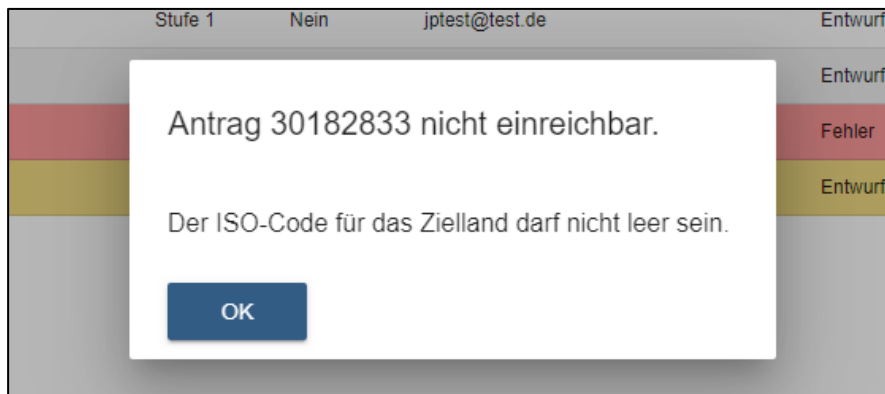 Stufe 1 Nein jptest@test.de Entwurf
Entwurf
Antrag 30182833 nicht einreichbar.
Fehler
Entwurf
Der ISO-Code für das Zielland darf nicht leer sein.
OK